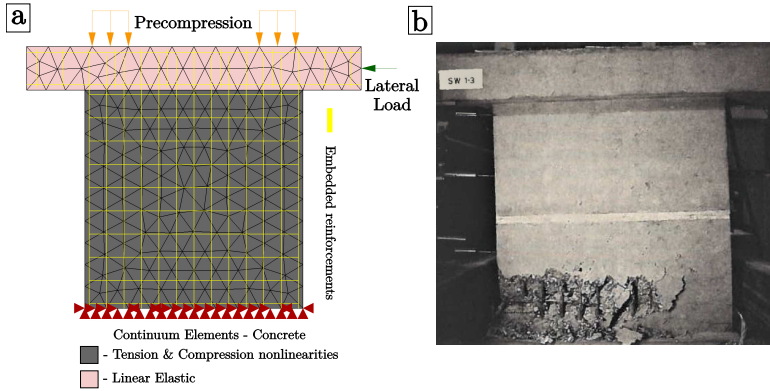 a
Precompression
Lateral
Load
Embedded reinforcements
Continuum Elements - Concrete
- Tension & Compression nonlinearities
- Linear Elastic
b
SW 1-3